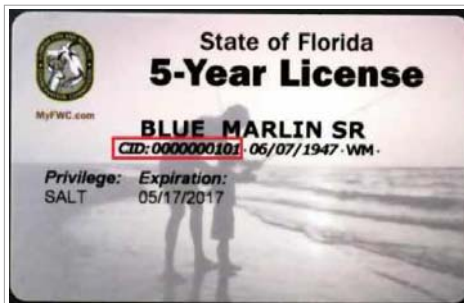 State of Florida
5-Year License
MyFWC.com
BLUE MARLIN SR
CID: 0000000101 · 06/07/1947 · WM ·
Privilege: Expiration:
SALT 05/17/2017